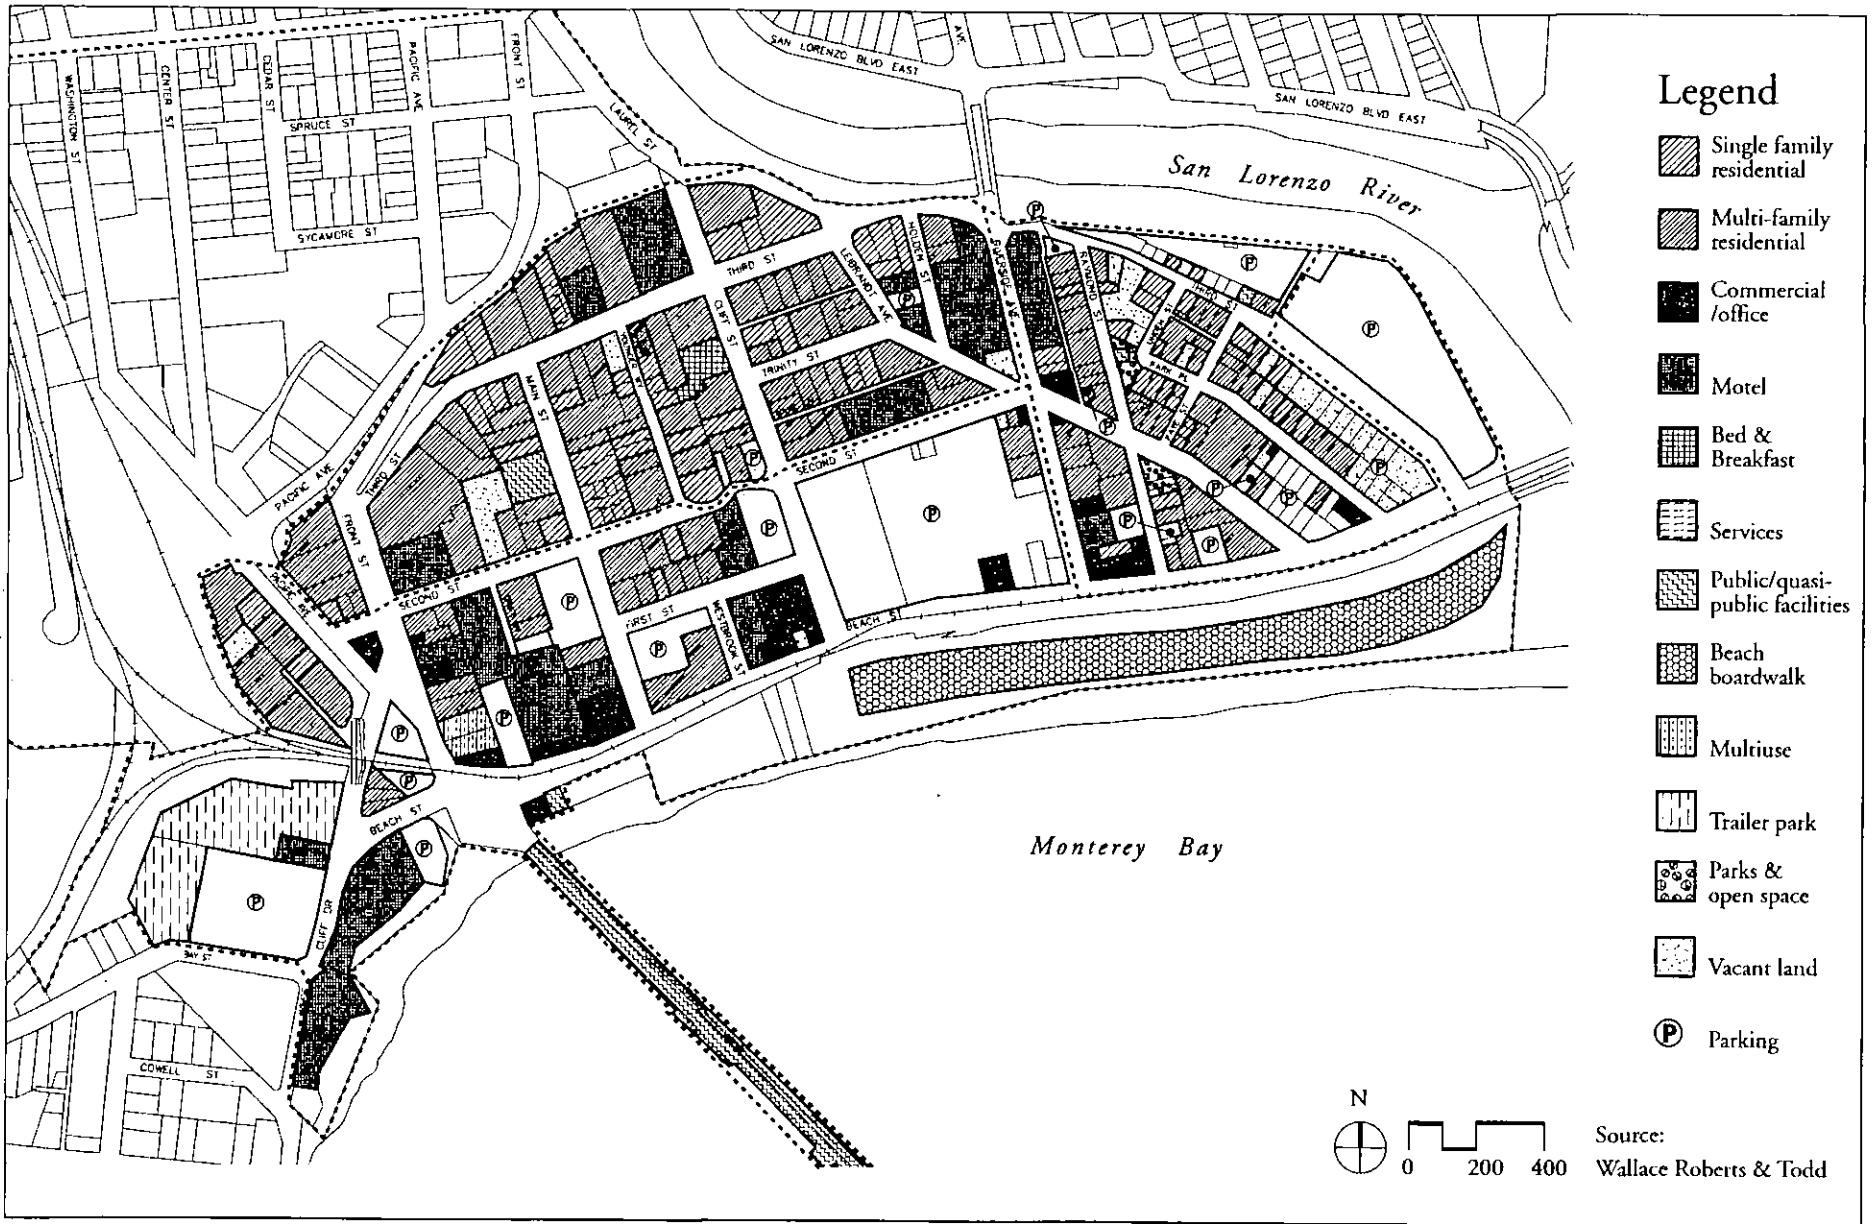 SAN LORENZO BLVD EAST
AVE
SAN LORENZO BLVD EAST
WASHINGTON ST
CENTER ST
CEDAR ST
PACIFIC AVE
FRONT ST
SPRUCE ST
LAUREL ST
SYCAMORE ST
San Lorenzo River
P
THIRD ST
LEIBRANDT AVE
HOLDEN ST
RIVERSIDE AVE
RAYMOND ST
P
P
P
CLIFF ST
TRINITY ST
MAIN ST
PARK PL
SECOND ST
P
P
P
PACIFIC AVE
THIRD ST
FRONT ST
P
P
P
P
P
P
SECOND ST
P
FIRST ST
WESTBROOK ST
BEACH ST
P
PACIFIC AVE
P
P
P
BEACH ST
P
P
CLIFF DR
BAY ST
COWELL ST
Monterey Bay
Legend
Single family
residential
Multi-family
residential
Commercial
/office
Motel
Bed &
Breakfast
Services
Public/quasi-
public facilities
Beach
boardwalk
Multiuse
Trailer park
Parks &
open space
Vacant land
P Parking
N
0 200 400
Source:
Wallace Roberts & Todd